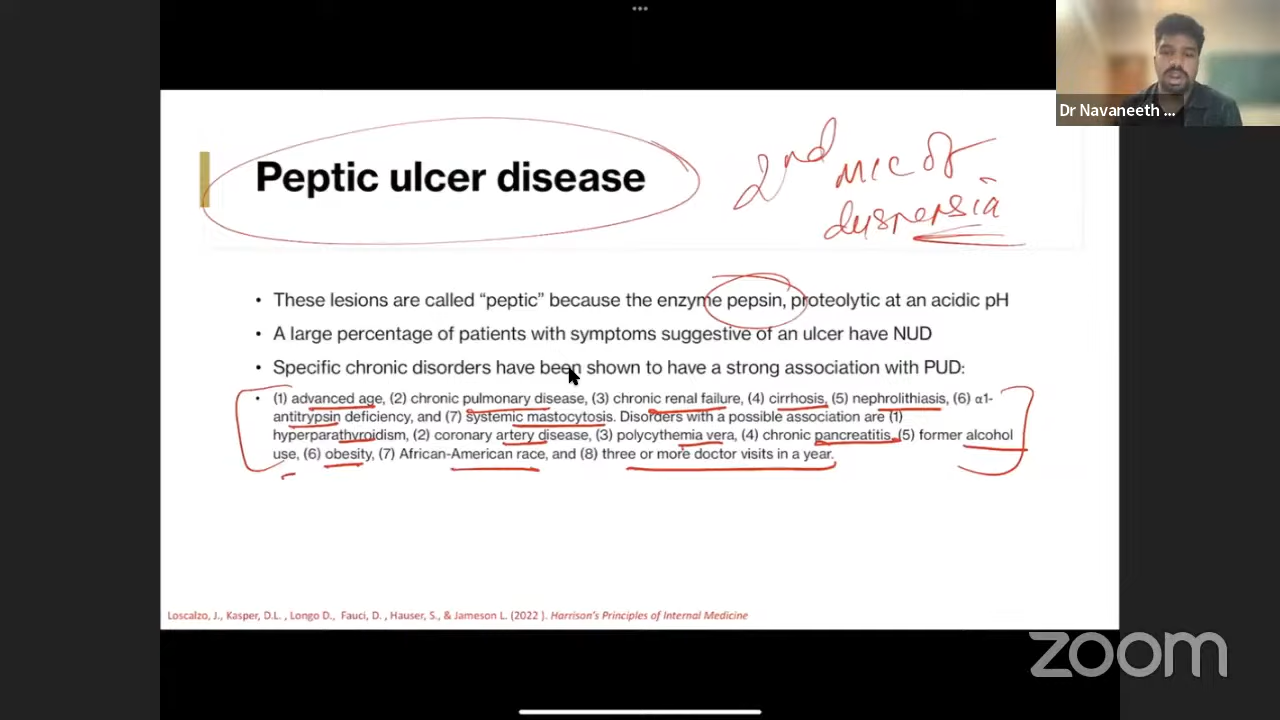 Dr Navaneeth ...
Peptic ulcer disease
2nd MCC of
dyspepsia
• These lesions are called “peptic” because the enzyme pepsin, proteolytic at an acidic pH
• A large percentage of patients with symptoms suggestive of an ulcer have NUD
• Specific chronic disorders have been shown to have a strong association with PUD:
• (1) advanced age, (2) chronic pulmonary disease, (3) chronic renal failure, (4) cirrhosis, (5) nephrolithiasis, (6) α1-
antitrypsin deficiency, and (7) systemic mastocytosis. Disorders with a possible association are (1)
hyperparathyroidism, (2) coronary artery disease, (3) polycythemia vera, (4) chronic pancreatitis, (5) former alcohol
use, (6) obesity, (7) African-American race, and (8) three or more doctor visits in a year.
Loscalzo, J., Kasper, D.L. , Longo D., Fauci, D. , Hauser, S., & Jameson L. (2022 ). Harrison's Principles of Internal Medicine
zoom